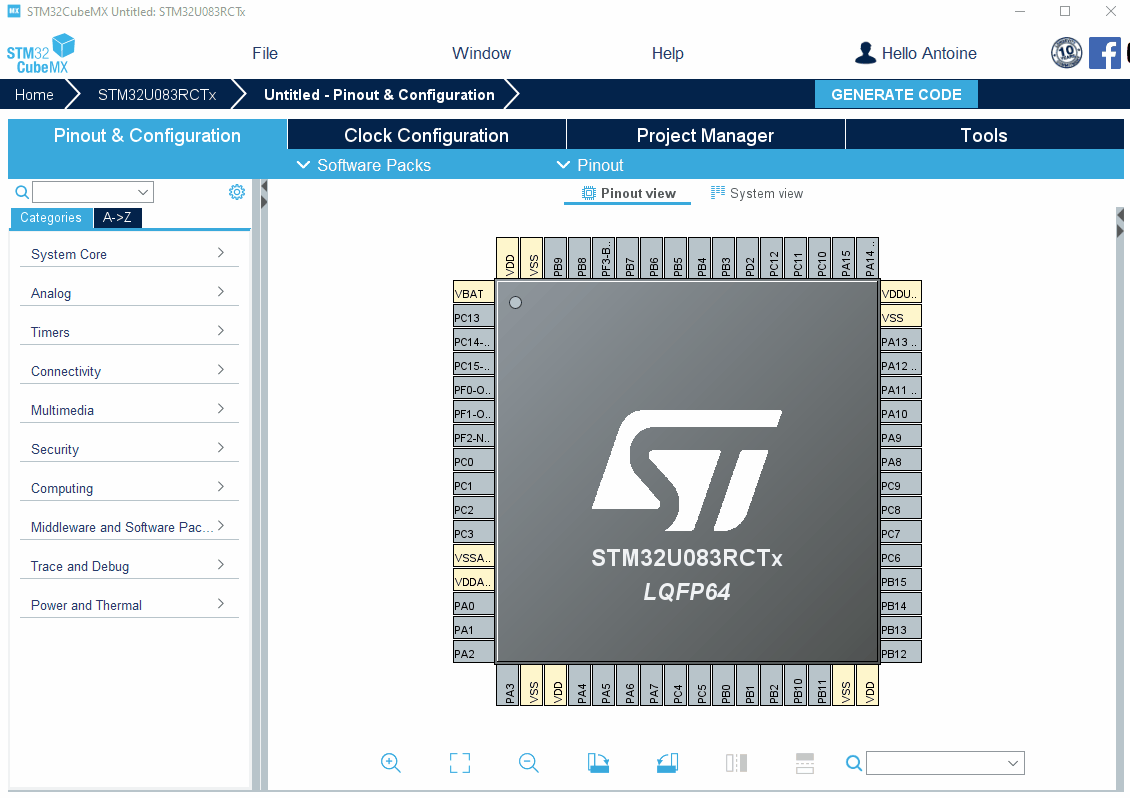 MX STM32CubeMX Untitled: STM32U083RCTx
STM32
CubeMX
File
Window
Help
Hello Antoine
10
f
Home
STM32U083RCTx
Untitled - Pinout & Configuration
GENERATE CODE
Pinout & Configuration
Clock Configuration
Project Manager
Tools
Software Packs
Pinout
Categories
A->Z
System Core
Analog
Timers
Connectivity
Multimedia
Security
Computing
Middleware and Software Pac...
Trace and Debug
Power and Thermal
Pinout view
System view
VDD
VSS
PB9
PB8
PF3-B..
PB7
PB6
PB5
PB4
PB3
PD2
PC12
PC11
PC10
PA15
PA14 ..
VBAT
PC13
PC14-..
PC15-..
PF0-O..
PF1-O..
PF2-N..
PC0
PC1
PC2
PC3
VSSA..
VDDA..
PA0
PA1
PA2
ST
STM32U083RCTx
LQFP64
VDDU..
VSS
PA13 ..
PA12 ..
PA11 ..
PA10
PA9
PA8
PC9
PC8
PC7
PC6
PB15
PB14
PB13
PB12
PA3
VSS
VDD
PA4
PA5
PA6
PA7
PC4
PC5
PB0
PB1
PB2
PB10
PB11
VSS
VDD